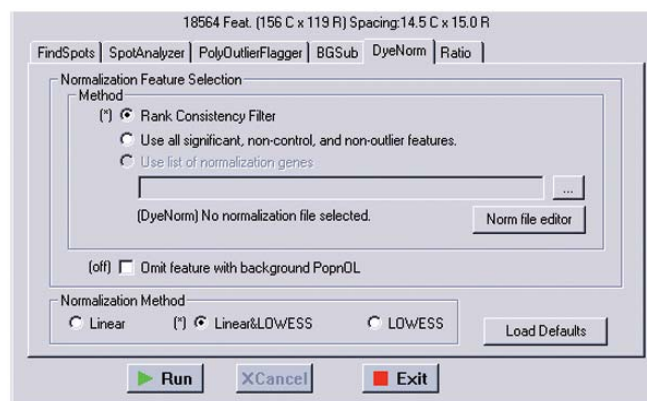 18564 Feat. (156 C x 119 R) Spacing:14.5 C x 15.0 R
FindSpots SpotAnalyzer PolyOutlierFlagger BGSub DyeNorm Ratio
Normalization Feature Selection
Method
(*) Rank Consistency Filter
Use all significant, non-control, and non-outlier features.
Use list of normalization genes
...
(DyeNorm) No normalization file selected. Norm file editor
(off) Omit feature with background PopnOL
Normalization Method
Linear (*) Linear&LOWESS LOWESS Load Defaults
Run XCancel Exit